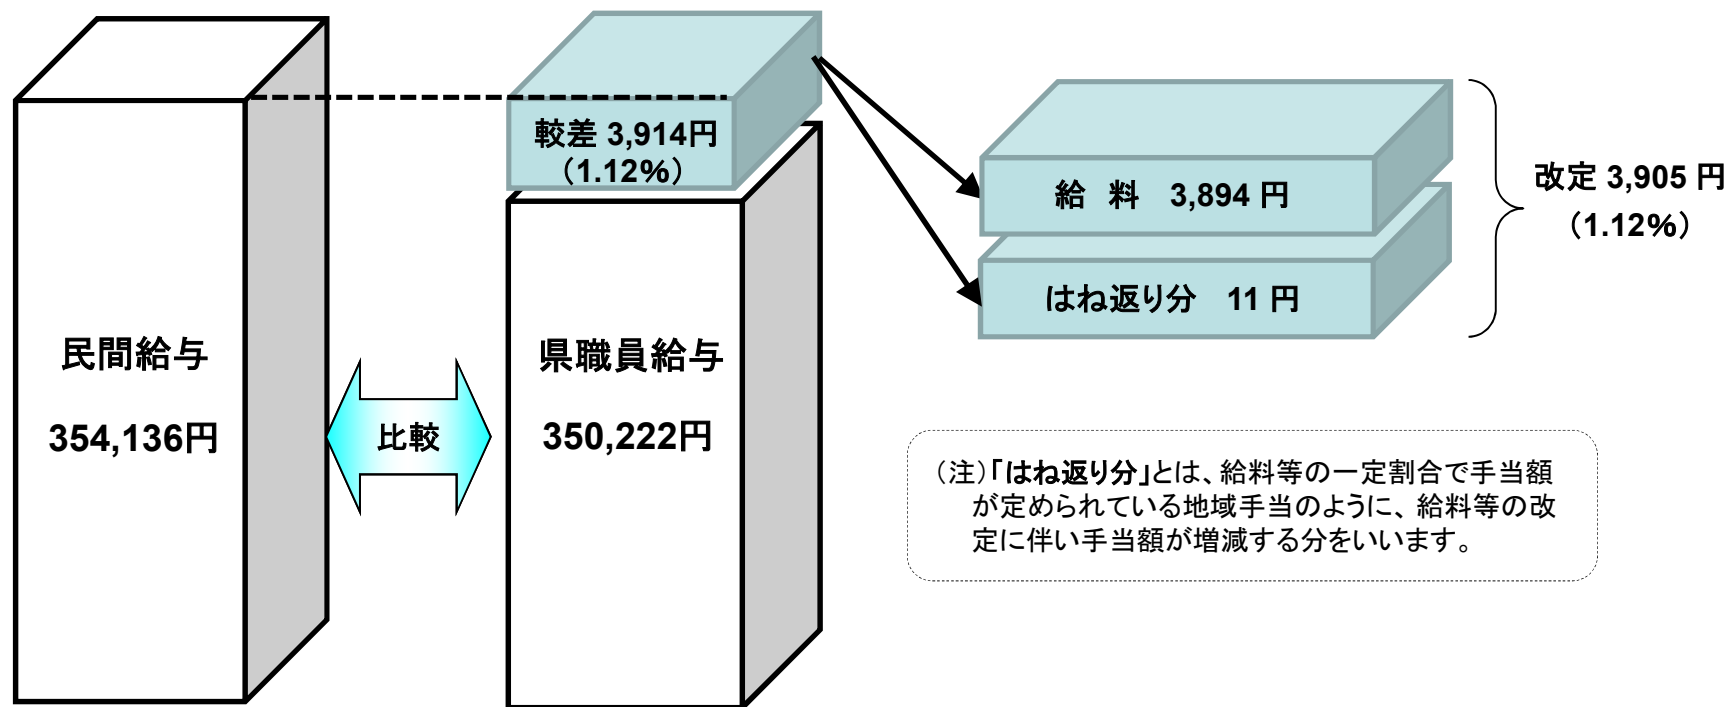 民間給与
354,136円
比較
較差 3,914円
（1.12%）
県職員給与
350,222円
給　料　3,894 円
はね返り分　11 円
改定 3,905 円
（1.12%）
（注）「はね返り分」とは、給料等の一定割合で手当額
が定められている地域手当のように、給料等の改
定に伴い手当額が増減する分をいいます。